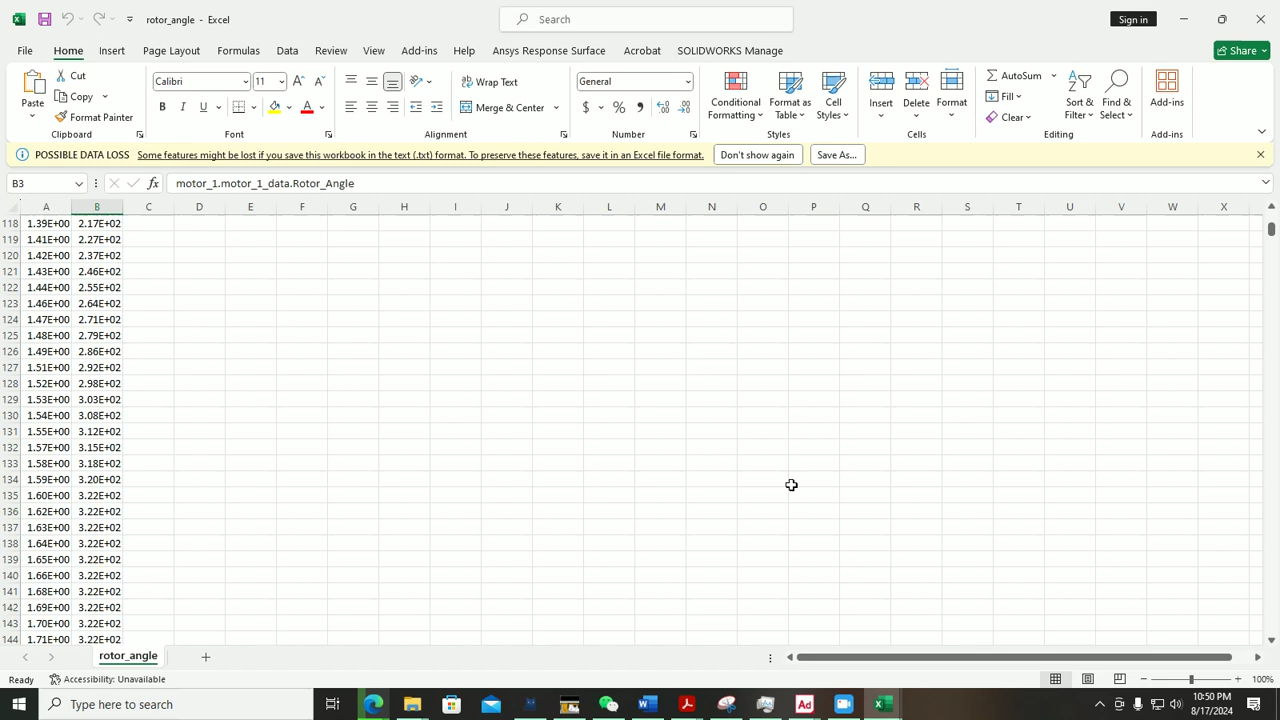 rotor_angle - Excel
Search
Sign in
File Home Insert Page Layout Formulas Data Review View Add-ins Help Ansys Response Surface Acrobat SOLIDWORKS Manage
Share
Paste
Cut
Copy
Format Painter
Clipboard
Calibri 11
B I U
Font
Wrap Text
Merge & Center
Alignment
General
$ %
Number
Conditional Formatting
Format as Table
Cell Styles
Styles
Insert Delete Format
Cells
AutoSum
Fill
Clear
Sort & Filter
Find & Select
Editing
Add-ins
Add-ins
POSSIBLE DATA LOSS Some features might be lost if you save this workbook in the text (.txt) format. To preserve these features, save it in an Excel file format. Don't show again Save As...
B3 fx motor_1.motor_1_data.Rotor_Angle
A B C D E F G H I J K L M N O P Q R S T U V W X
118 1.39E+00 2.17E+02
119 1.41E+00 2.27E+02
120 1.42E+00 2.37E+02
121 1.43E+00 2.46E+02
122 1.44E+00 2.55E+02
123 1.46E+00 2.64E+02
124 1.47E+00 2.71E+02
125 1.48E+00 2.79E+02
126 1.49E+00 2.86E+02
127 1.51E+00 2.92E+02
128 1.52E+00 2.98E+02
129 1.53E+00 3.03E+02
130 1.54E+00 3.08E+02
131 1.55E+00 3.12E+02
132 1.57E+00 3.15E+02
133 1.58E+00 3.18E+02
134 1.59E+00 3.20E+02
135 1.60E+00 3.22E+02
136 1.62E+00 3.22E+02
137 1.63E+00 3.22E+02
138 1.64E+00 3.22E+02
139 1.65E+00 3.22E+02
140 1.66E+00 3.22E+02
141 1.68E+00 3.22E+02
142 1.69E+00 3.22E+02
143 1.70E+00 3.22E+02
144 1.71E+00 3.22E+02
rotor_angle
Ready Accessibility: Unavailable 100%
Type here to search
10:50 PM
8/17/2024